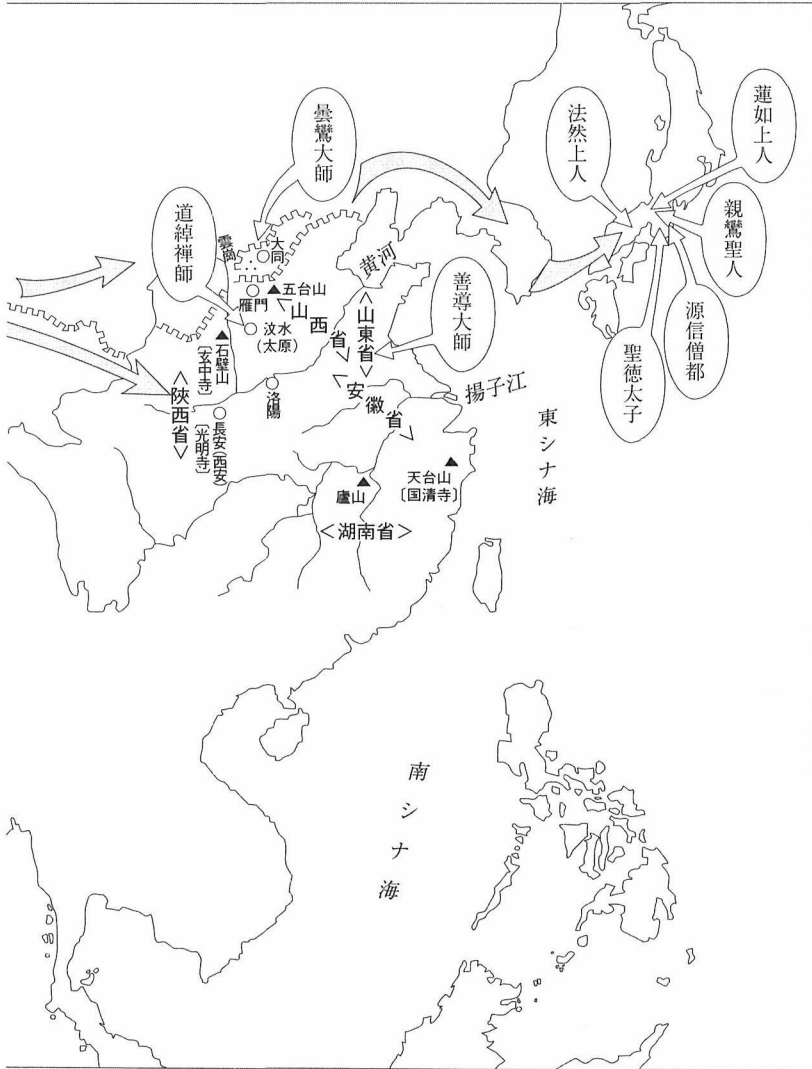 蓮如上人
親鸞聖人
源信僧都
聖徳太子
法然上人
曇鸞大師
道綽禅師
善導大師
雲崗
大同
五台山
雁門
汶水
(太原)
<山西省>
黄河
<山東省>
<安徽省>
揚子江
東シナ海
石壁山
〔玄中寺〕
洛陽
<陝西省>
長安(西安)
〔光明寺〕
天台山
〔国清寺〕
廬山
<湖南省>
南シナ海